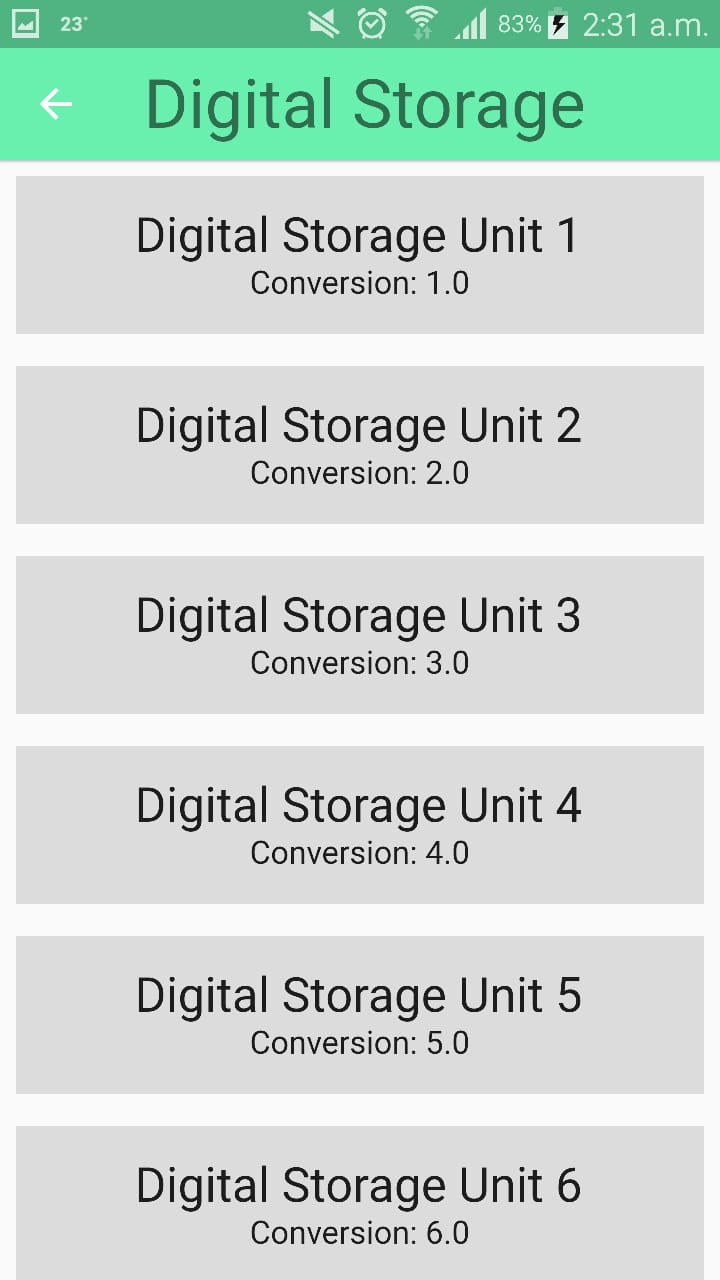 23° 83% 2:31 a.m.
Digital Storage
Digital Storage Unit 1
Conversion: 1.0
Digital Storage Unit 2
Conversion: 2.0
Digital Storage Unit 3
Conversion: 3.0
Digital Storage Unit 4
Conversion: 4.0
Digital Storage Unit 5
Conversion: 5.0
Digital Storage Unit 6
Conversion: 6.0